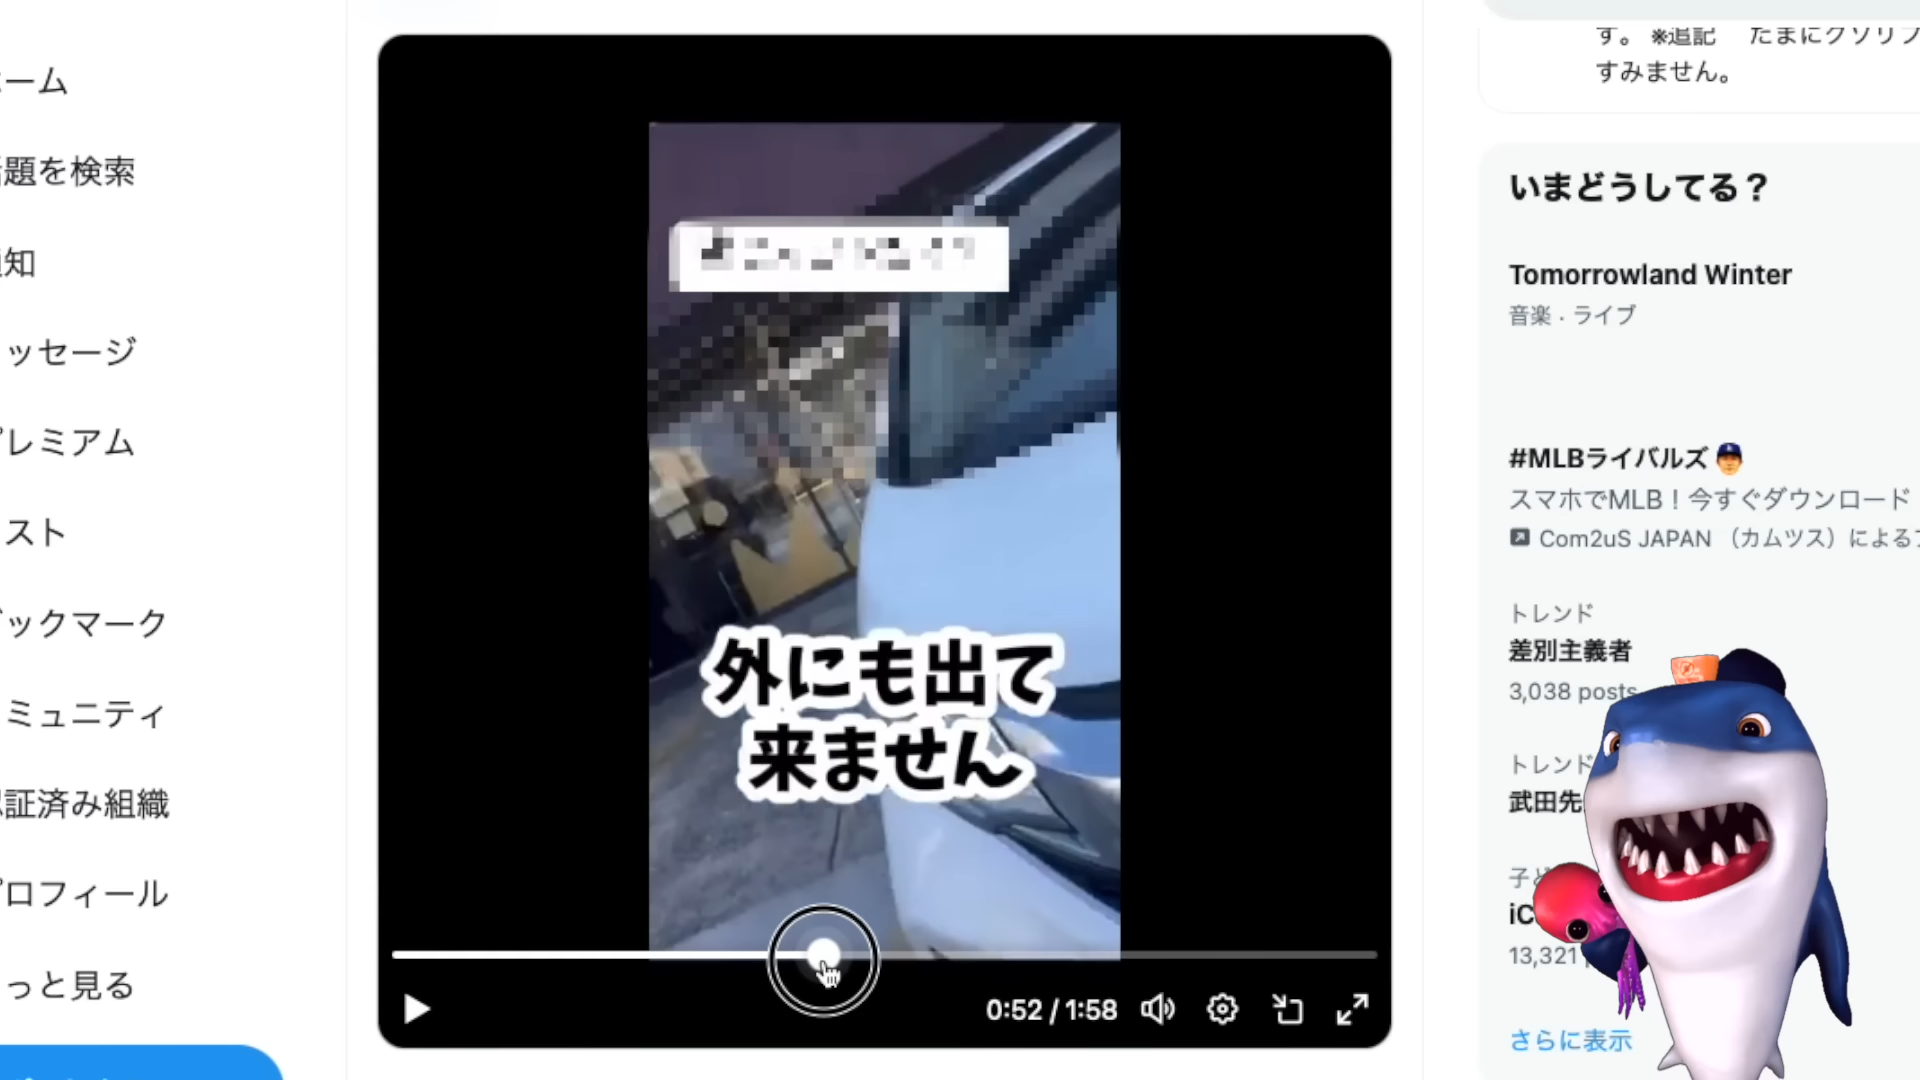 ーム
題を検索
知
ッセージ
レミアム
スト
ックマーク
ミュニティ
証済み組織
ロフィール
っと見る
外にも出て
来ません
0:52 / 1:58
す。 ※追記 たまにクソリプ
すみません。
いまどうしてる？
Tomorrowland Winter
音楽 · ライブ
#MLBライバルズ
スマホでMLB！今すぐダウンロード
Com2uS JAPAN （カムツス）による
トレンド
差別主義者
3,038 posts
トレンド
武田先
子ど
iC
13,321
さらに表示